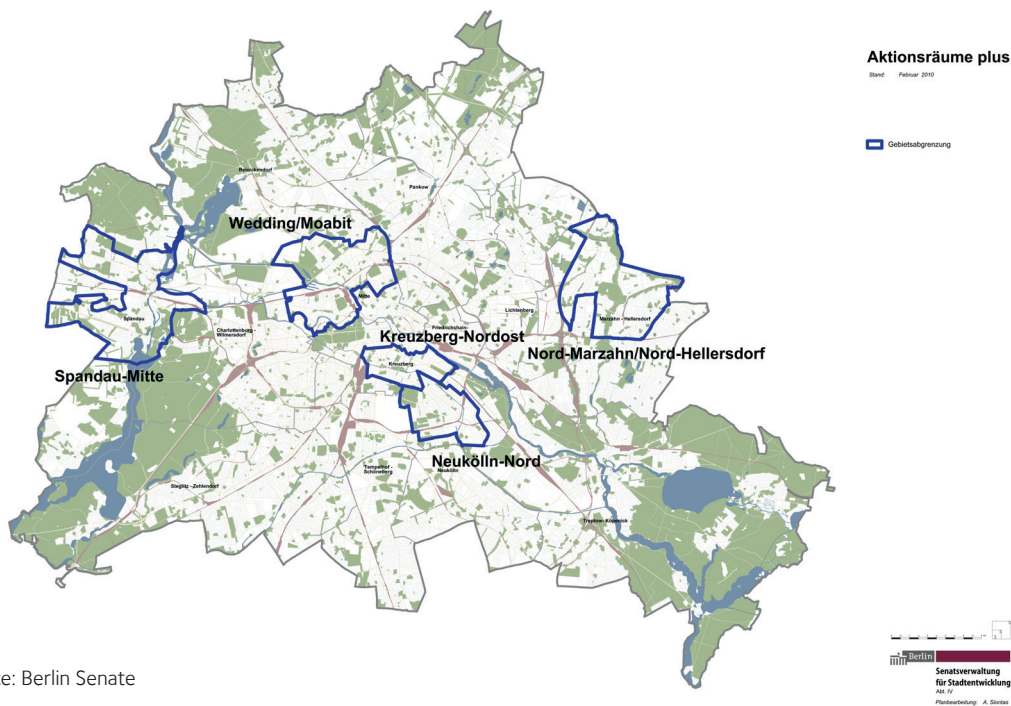 Aktionsräume plus
Stand: Februar 2010
Gebietsabgrenzung
Reinickendorf
Pankow
Wedding/Moabit
Mitte
Spandau
Charlottenburg - Wilmersdorf
Lichtenberg
Marzahn - Hellersdorf
Friedrichshain-
Kreuzberg-Nordost
Kreuzberg
Nord-Marzahn/Nord-Hellersdorf
Spandau-Mitte
Neukölln-Nord
Tempelhof - Schöneberg
Neukölln
Steglitz - Zehlendorf
Treptow- Köpenick
Berlin
Senatsverwaltung
für Stadtentwicklung
Abt. IV
Planbearbeitung: A. Siontas
e: Berlin Senate